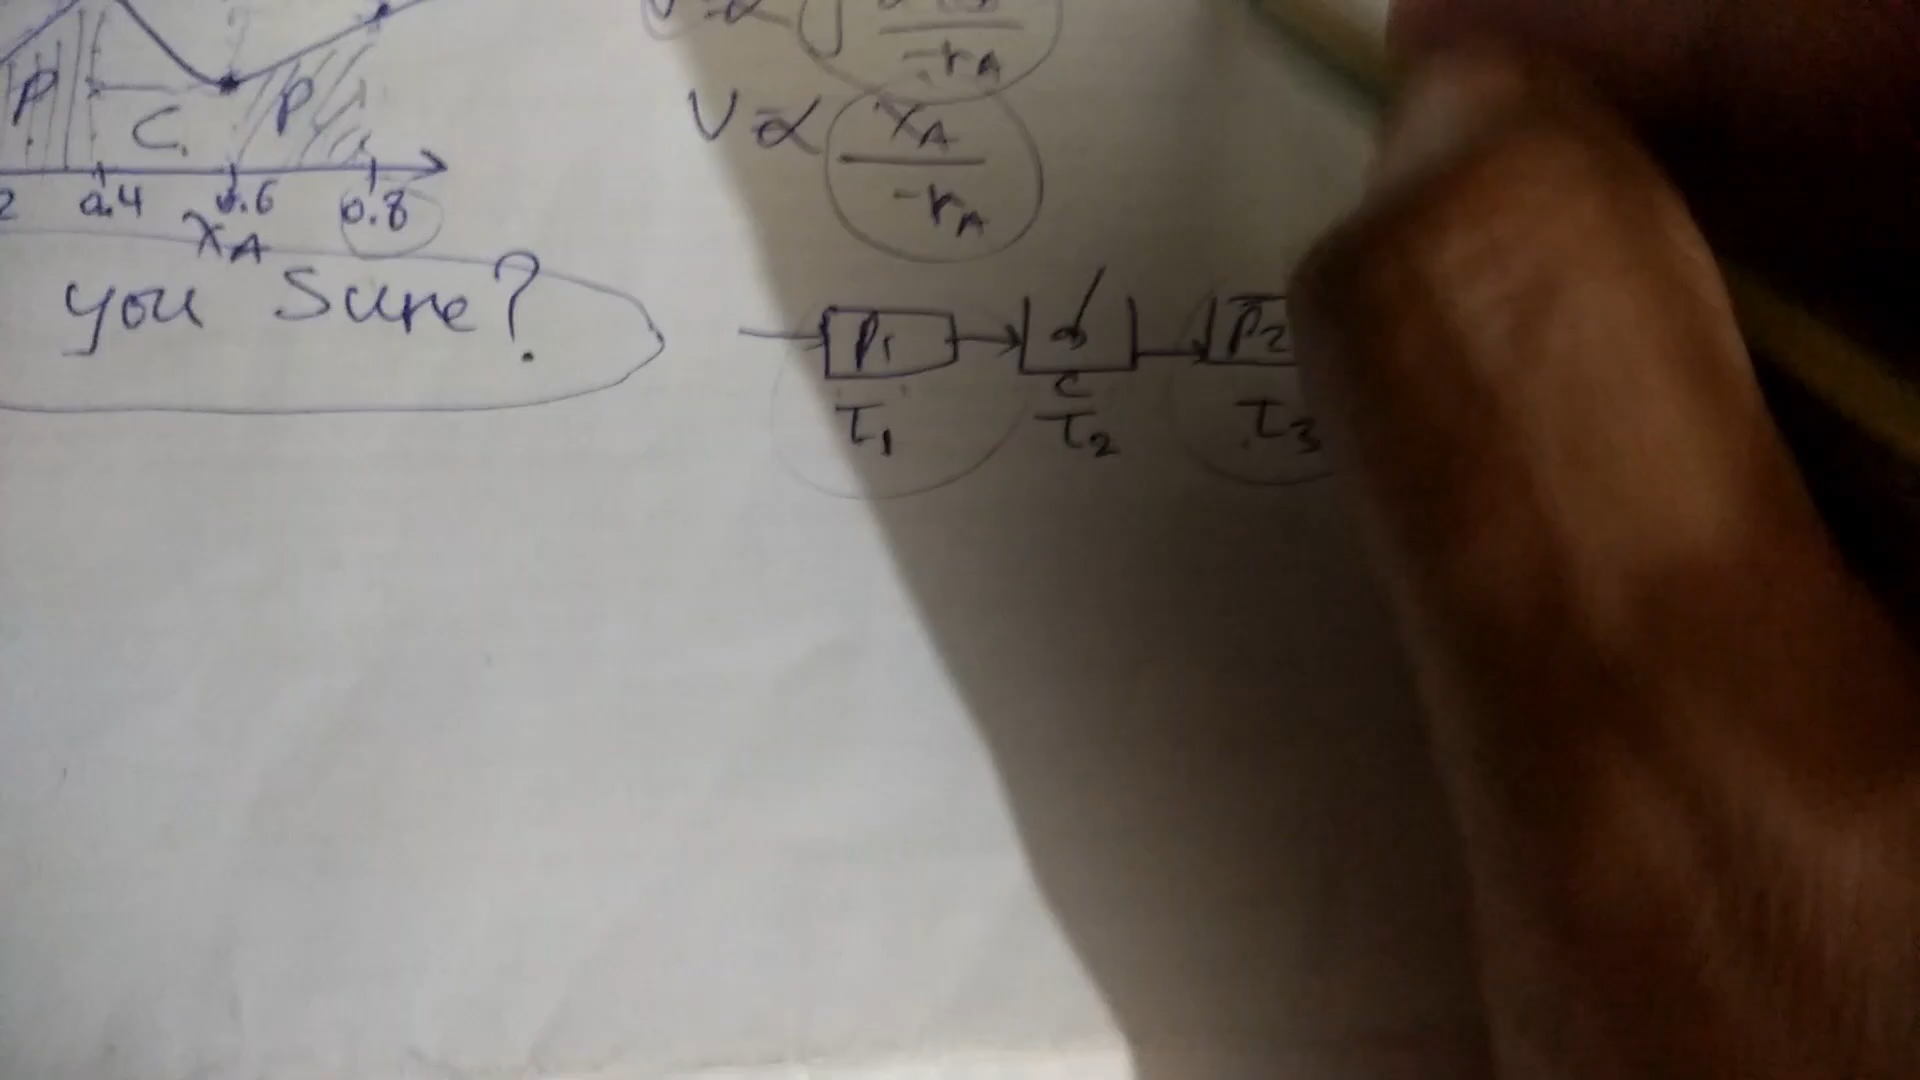 -rA
P
C.
P
V = α XA / -rA
2 0.4 0.6 0.8
XA
you Sure?
P1
C
P2
τ1
τ2
τ3